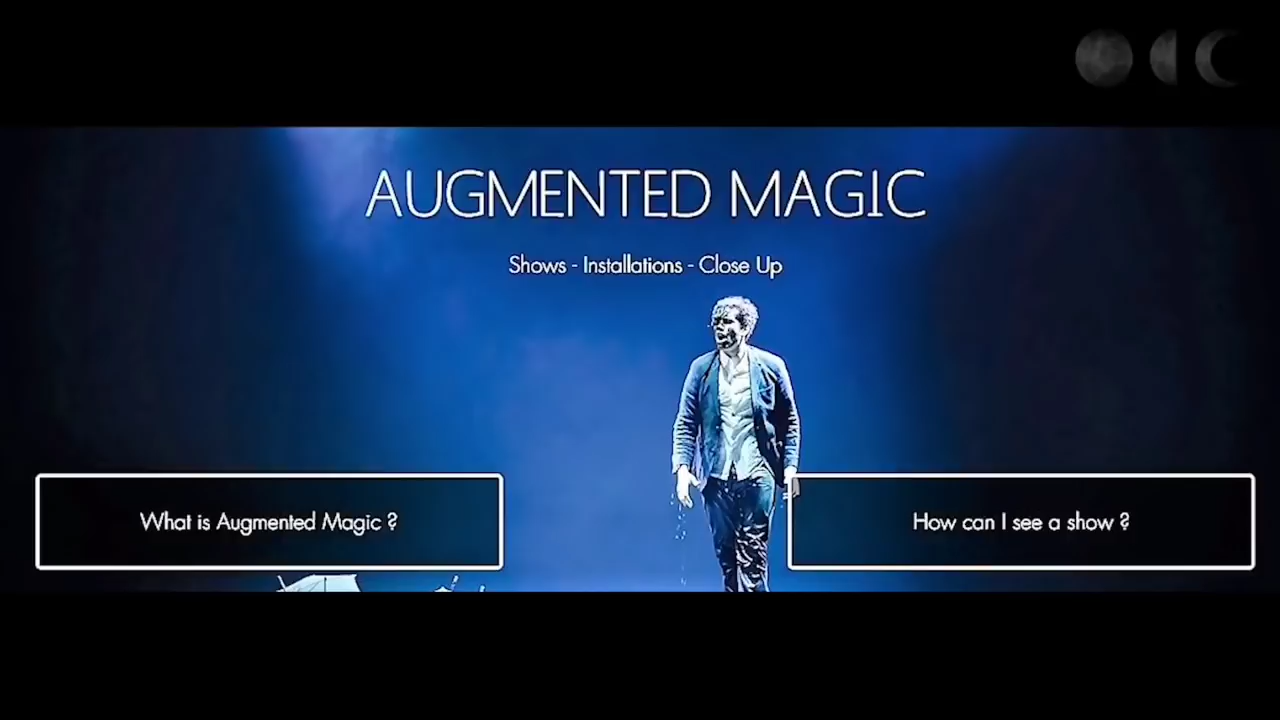 AUGMENTED MAGIC
Shows - Installations - Close Up
What is Augmented Magic ?
How can I see a show ?